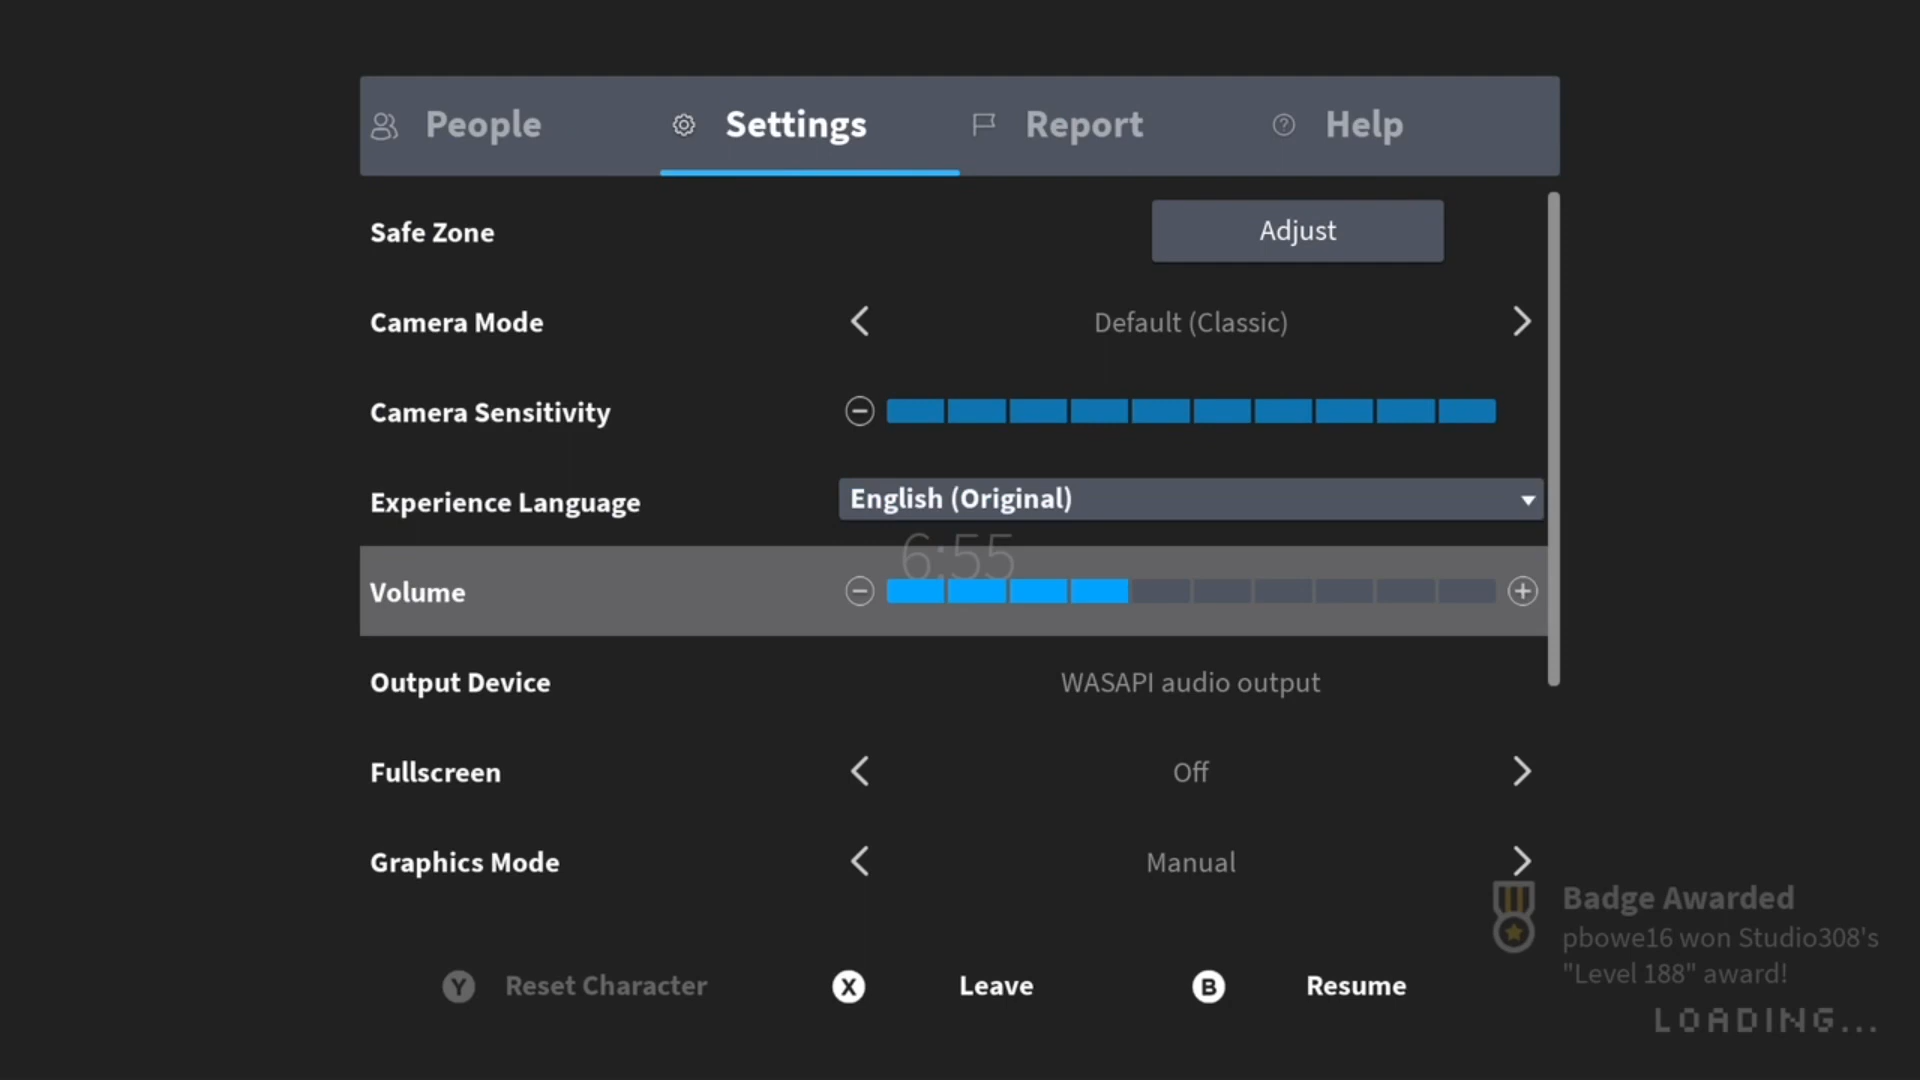 People Settings Report Help
Safe Zone Adjust
Camera Mode Default (Classic)
Camera Sensitivity
Experience Language English (Original)
6:55
Volume
Output Device WASAPI audio output
Fullscreen Off
Graphics Mode Manual
Badge Awarded
pbowe16 won Studio308's
"Level 188" award!
Y Reset Character X Leave B Resume
LOADING...